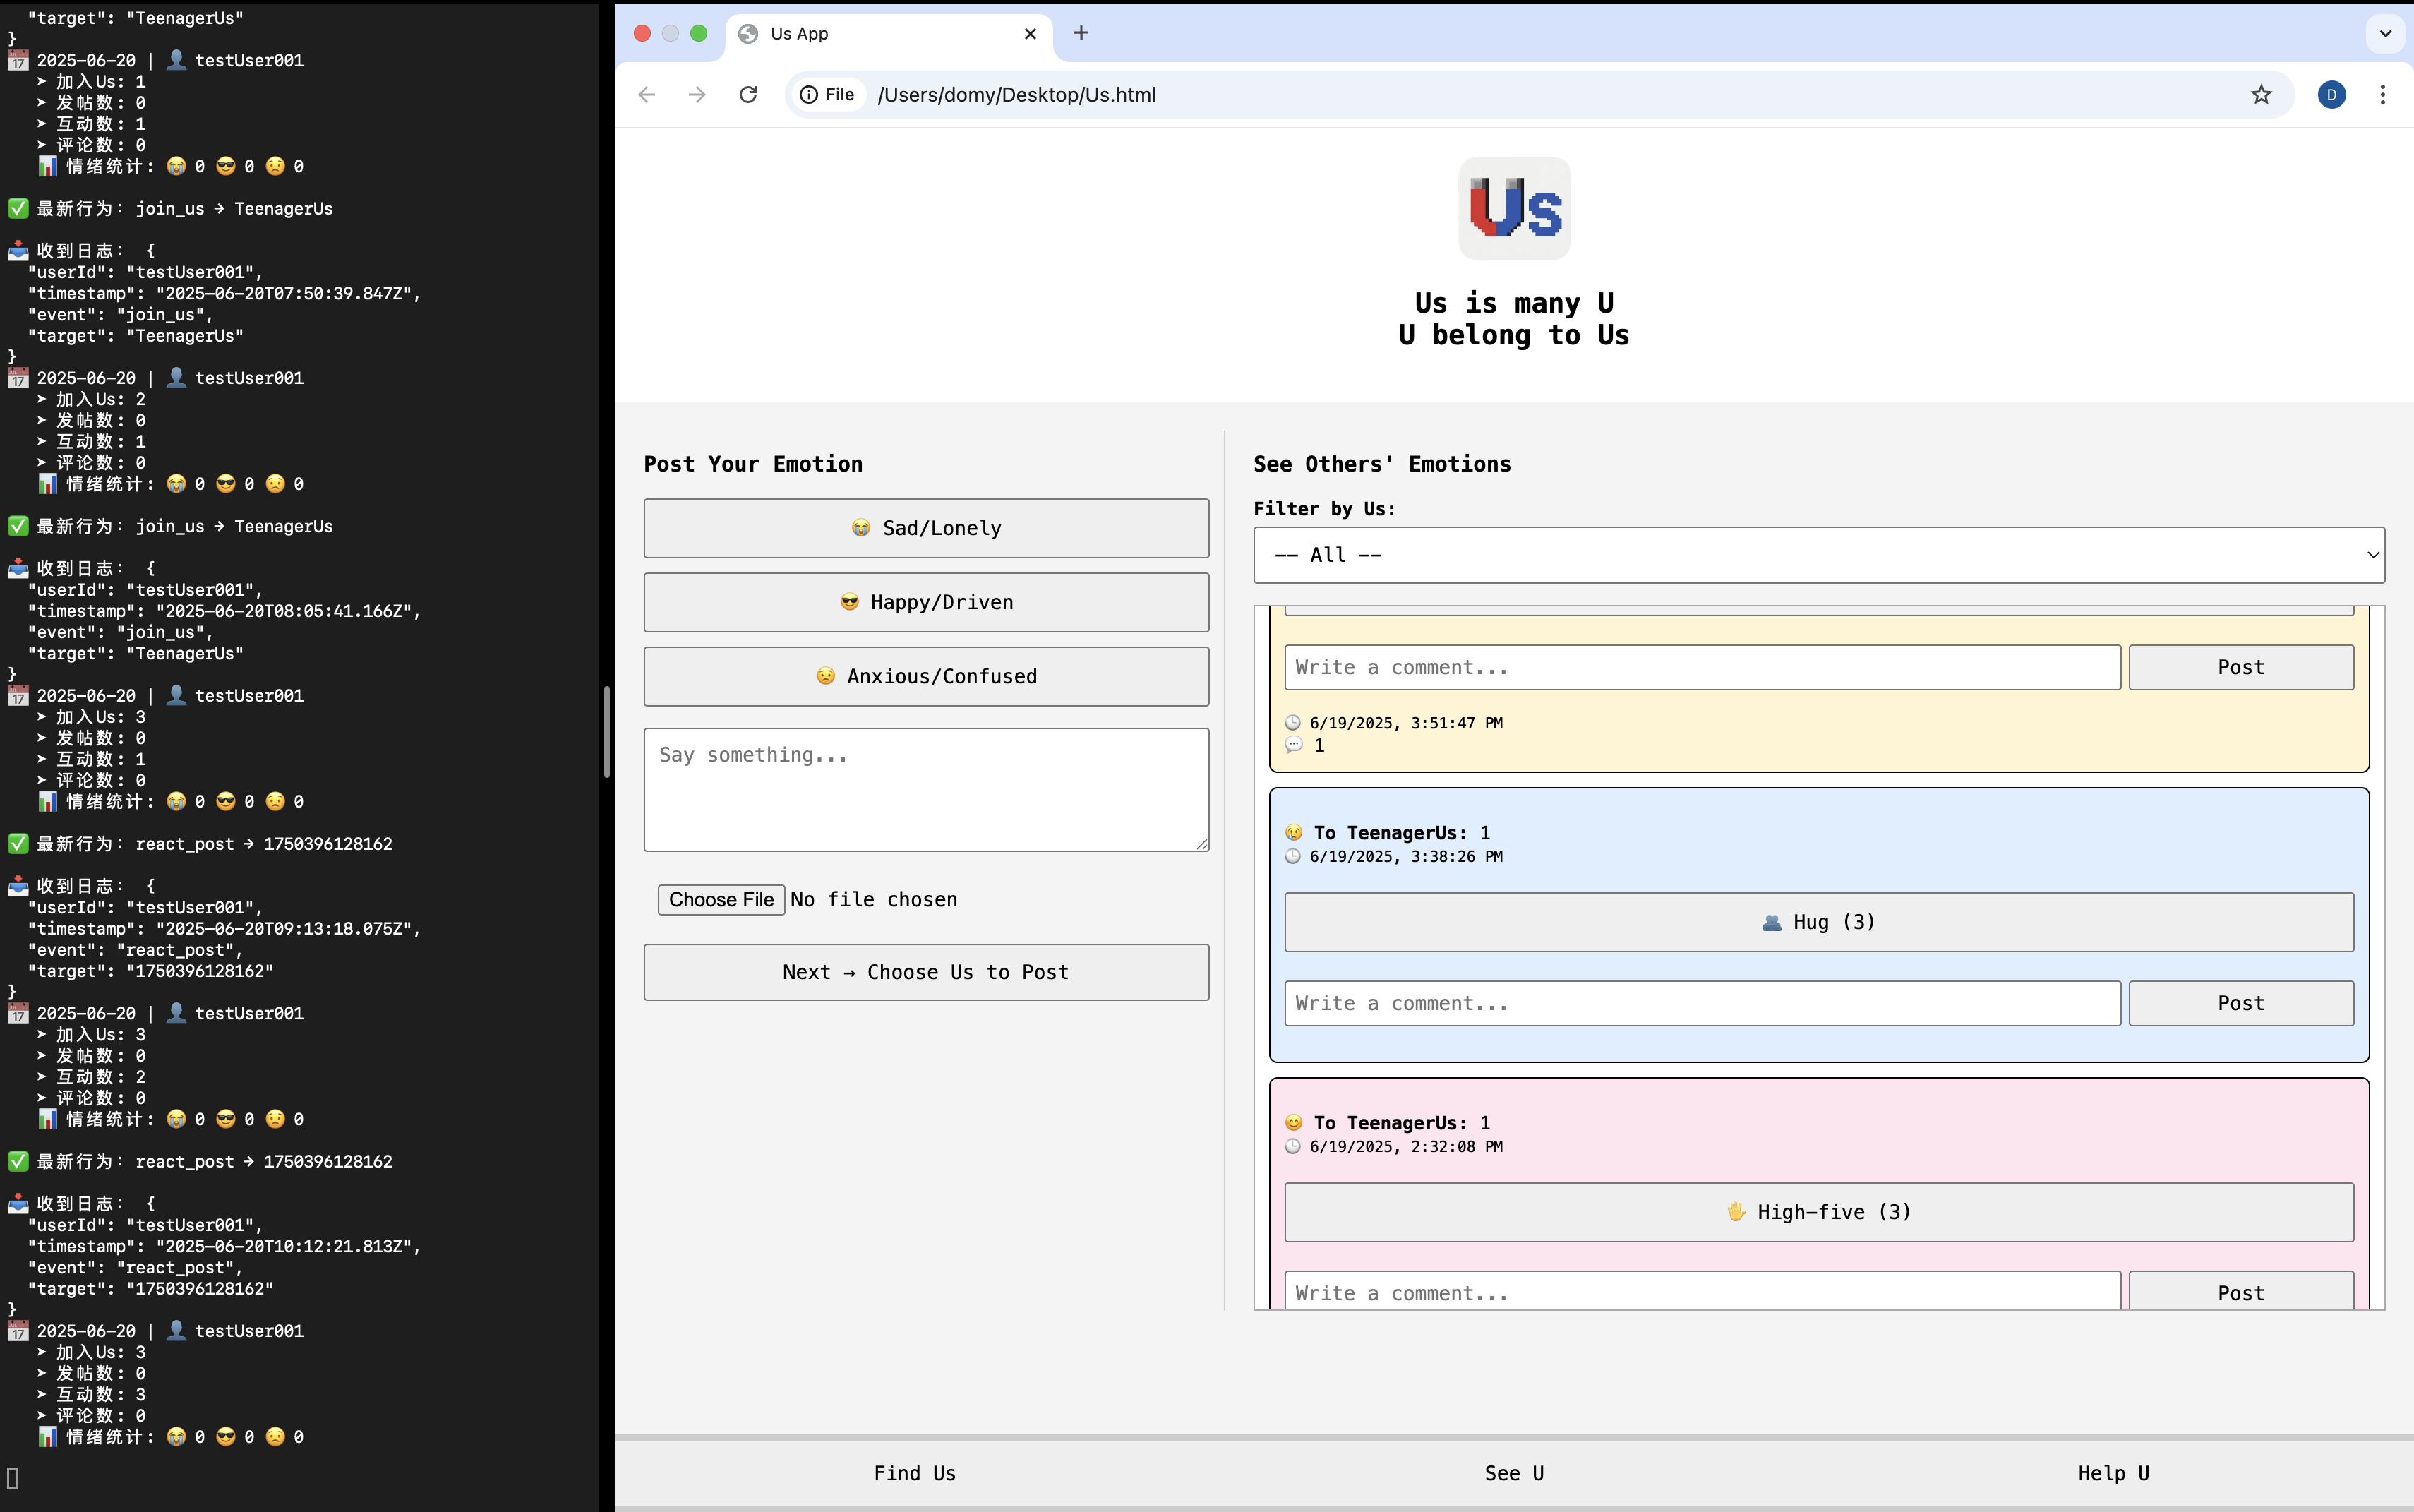 "target": "TeenagerUs"
}
📅 2025-06-20 | 👤 testUser001
➤ 加入Us: 1
➤ 发帖数: 0
➤ 互动数: 1
➤ 评论数: 0
📊 情绪统计: 😭 0 😎 0 😟 0
✅ 最新行为: join_us → TeenagerUs
📥 收到日志: {
"userId": "testUser001",
"timestamp": "2025-06-20T07:50:39.847Z",
"event": "join_us",
"target": "TeenagerUs"
}
📅 2025-06-20 | 👤 testUser001
➤ 加入Us: 2
➤ 发帖数: 0
➤ 互动数: 1
➤ 评论数: 0
📊 情绪统计: 😭 0 😎 0 😟 0
✅ 最新行为: join_us → TeenagerUs
📥 收到日志: {
"userId": "testUser001",
"timestamp": "2025-06-20T08:05:41.166Z",
"event": "join_us",
"target": "TeenagerUs"
}
📅 2025-06-20 | 👤 testUser001
➤ 加入Us: 3
➤ 发帖数: 0
➤ 互动数: 1
➤ 评论数: 0
📊 情绪统计: 😭 0 😎 0 😟 0
✅ 最新行为: react_post → 1750396128162
📥 收到日志: {
"userId": "testUser001",
"timestamp": "2025-06-20T09:13:18.075Z",
"event": "react_post",
"target": "1750396128162"
}
📅 2025-06-20 | 👤 testUser001
➤ 加入Us: 3
➤ 发帖数: 0
➤ 互动数: 2
➤ 评论数: 0
📊 情绪统计: 😭 0 😎 0 😟 0
✅ 最新行为: react_post → 1750396128162
📥 收到日志: {
"userId": "testUser001",
"timestamp": "2025-06-20T10:12:21.813Z",
"event": "react_post",
"target": "1750396128162"
}
📅 2025-06-20 | 👤 testUser001
➤ 加入Us: 3
➤ 发帖数: 0
➤ 互动数: 3
➤ 评论数: 0
📊 情绪统计: 😭 0 😎 0 😟 0
Us App
File /Users/domy/Desktop/Us.html
D
Us
Us is many U
U belong to Us
Post Your Emotion
😭 Sad/Lonely
😎 Happy/Driven
😟 Anxious/Confused
Say something...
Choose File No file chosen
Next → Choose Us to Post
See Others' Emotions
Filter by Us:
-- All --
Write a comment... Post
🕒 6/19/2025, 3:51:47 PM
💬 1
😢 To TeenagerUs: 1
🕒 6/19/2025, 3:38:26 PM
🫂 Hug (3)
Write a comment... Post
😊 To TeenagerUs: 1
🕒 6/19/2025, 2:32:08 PM
🖐 High-five (3)
Write a comment... Post
Find Us See U Help U